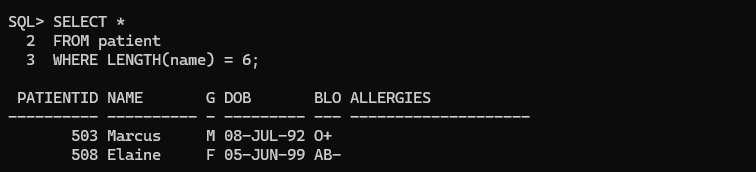 SQL> SELECT *
  2  FROM patient
  3  WHERE LENGTH(name) = 6;

 PATIENTID NAME       G DOB       BLO ALLERGIES
---------- ---------- - --------- --- --------------------
       503 Marcus     M 08-JUL-92 O+
       508 Elaine     F 05-JUN-99 AB-